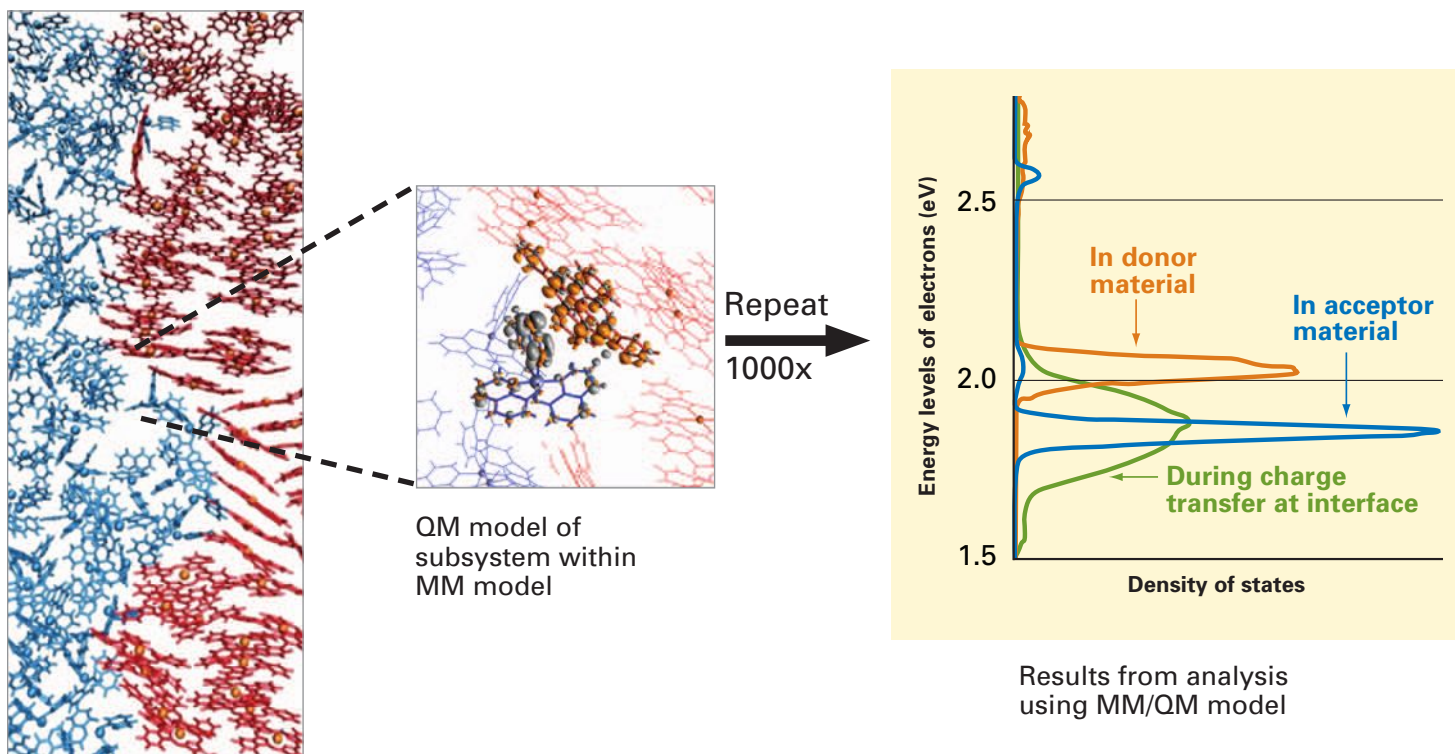 QM model of
subsystem within
MM model
Repeat
1000x
Energy levels of electrons (eV)
2.5
2.0
1.5
In donor
material
In acceptor
material
During charge
transfer at interface
Density of states
Results from analysis
using MM/QM model